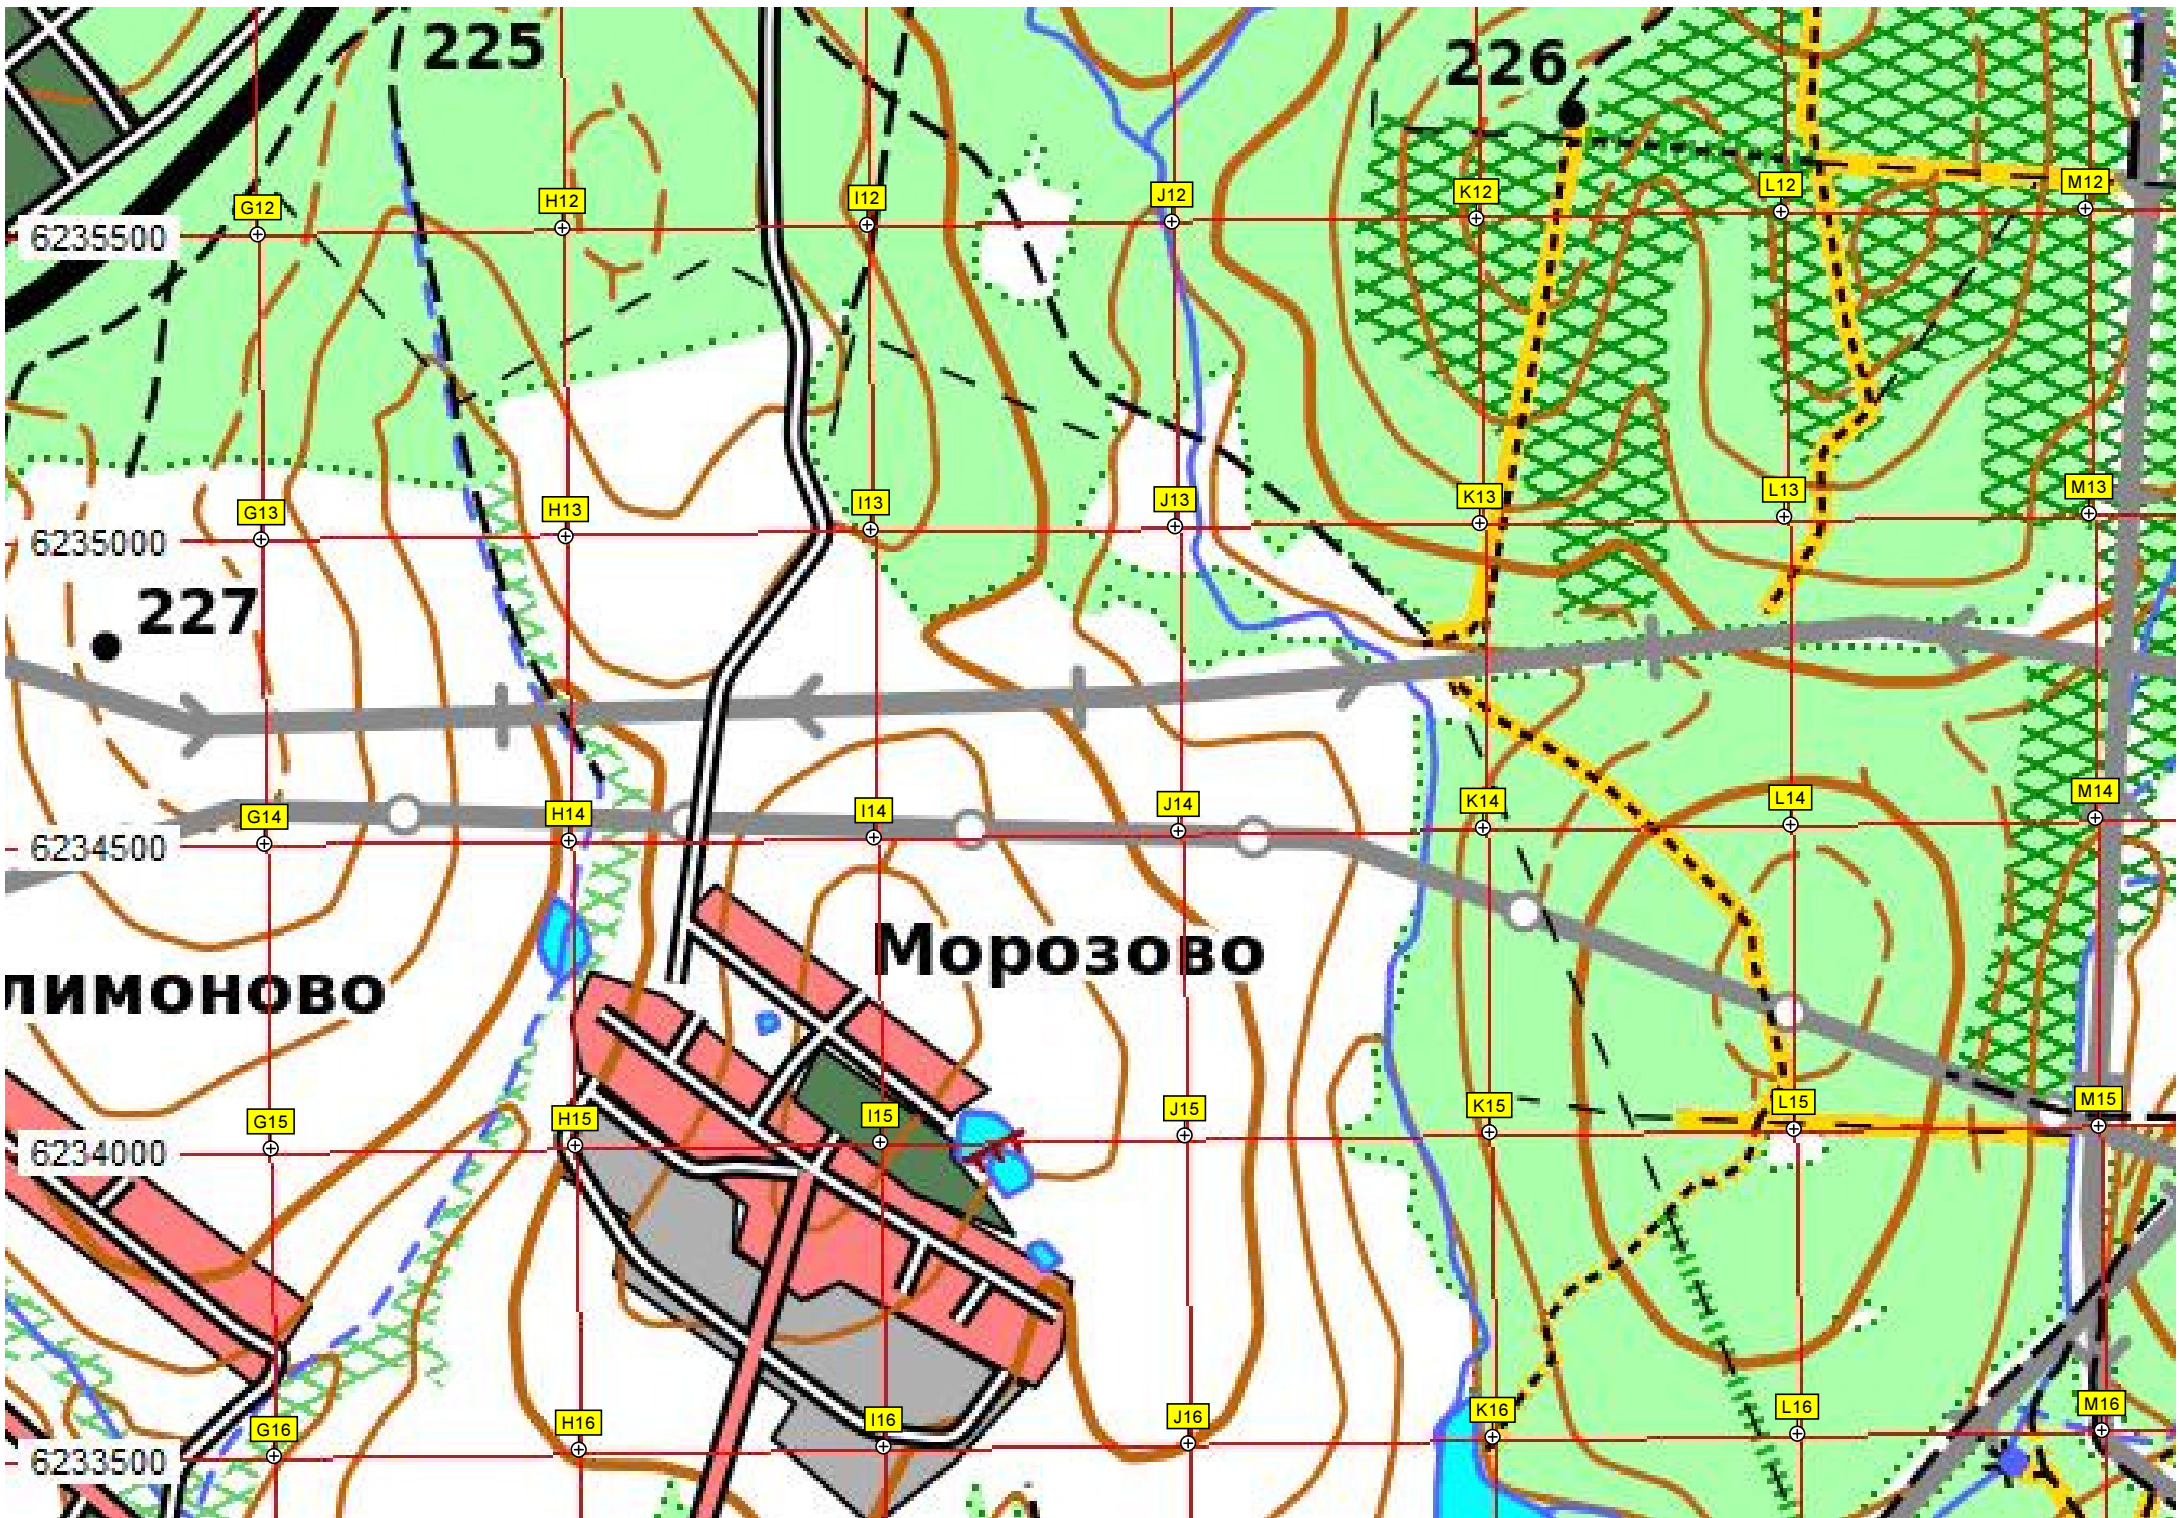 225
226
G12 H12 I12 J12 K12 L12 M12
6235500
G13 H13 I13 J13 K13 L13 M13
6235000
227
G14 H14 I14 J14 K14 L14 M14
6234500
Морозово
лимоново
G15 H15 I15 J15 K15 L15 M15
6234000
G16 H16 I16 J16 K16 L16 M16
6233500